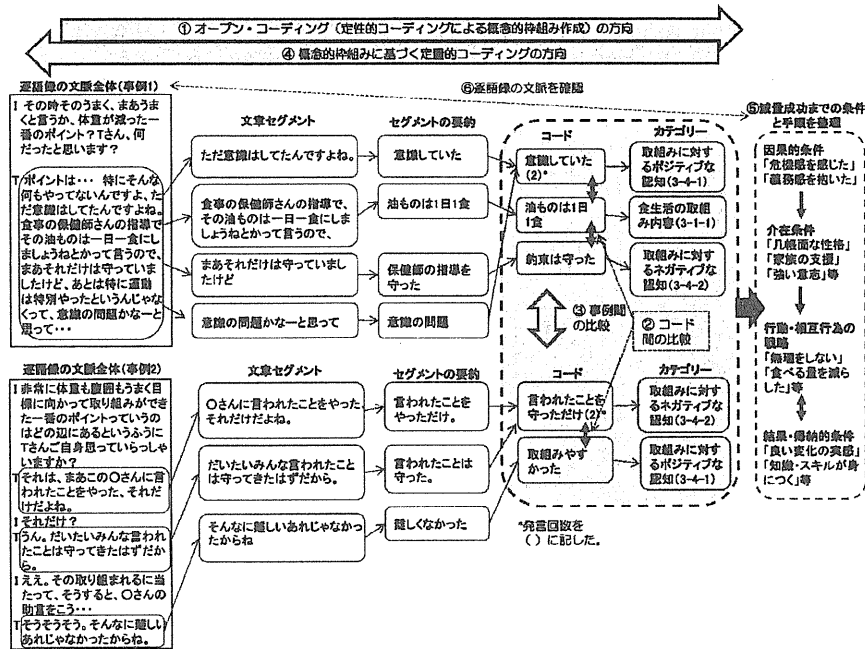 ① オープン・コーディング（定性的コーディングによる概念的枠組み作成）の方向
④ 概念的枠組みに基づく定量的コーディングの方向
逐語録の文脈全体(事例1)
I その時そのうまく、まあうま
くと言うか、体重が減った一
番のポイント？Tさん、何
だったと思います？
T ポイントは・・・ 特にそんな
何もやってないんですよ、た
だ意識はしてたんですよね。
食事の保健師さんの指導で、
その油ものは一日一食にし
ましょうねとかって言うので、
まあそれだけは守っていま
したけど、あとは特に運動
は特別やったというんじゃな
くって、意識の問題かなーと
思って・・・
⑥逐語録の文脈を確認
文章セグメント
ただ意識はしてたんですよね。
食事の保健師さんの指導で、
その油ものは一日一食にしま
しょうねとかって言うので、
まあそれだけは守っていまし
たけど
意識の問題かなーと思って
セグメントの要約
意識していた
油ものは1日1食
保健師の指導を
守った
意識の問題
コード
意識していた
(2)*
油ものは1日
1食
約束は守った
カテゴリー
取組みに対す
るポジティブな
認知(3-4-1)
食生活の取組
み内容(3-1-1)
取組みに対す
るネガティブな
認知(3-4-2)
③ 事例間
の比較
② コード
間の比較
逐語録の文脈全体(事例2)
I 非常に体重も腹囲もうまく目
標に向かって取り組みができ
た一番のポイントっていうの
はどの辺にあるというふうに
Tさんご自身思っていらっしゃ
いますか？
T それは、まあこの〇さんに言
われたことをやった、それだ
けだよね。
I それだけ？
T うん。だいたいみんな言われ
たことは守ってきたはずだか
ら。
I ええ。その取り組まれるに当
たって、そうすると、〇さんの
助言をこう・・・
T そうそうそう。そんなに難しい
あれじゃなかったからね。
文章セグメント
〇さんに言われたことをやった、
それだけだよね。
だいたいみんな言われたこと
は守ってきたはずだから。
そんなに難しいあれじゃなかっ
たからね
セグメントの要約
言われたことを
やっただけ。
言われたことは
守った。
難しくなかった
コード
言われたことを
守っただけ(2)*
取組みやす
かった
カテゴリー
取組みに対す
るネガティブな
認知(3-4-2)
取組みに対す
るポジティブな
認知(3-4-1)
*発言回数を
( ) に記した。
⑤減量成功までの条件
と手順を整理
因果的条件
「危機感を感じた」
「義務感を抱いた」
介在条件
「几帳面な性格」
「家族の支援」
「強い意志」等
行動・相互行為の
戦略
「無理をしない」
「食べる量を減ら
した」等
結果・帰納的条件
「良い変化の実感」
「知識・スキルが身
につく」等